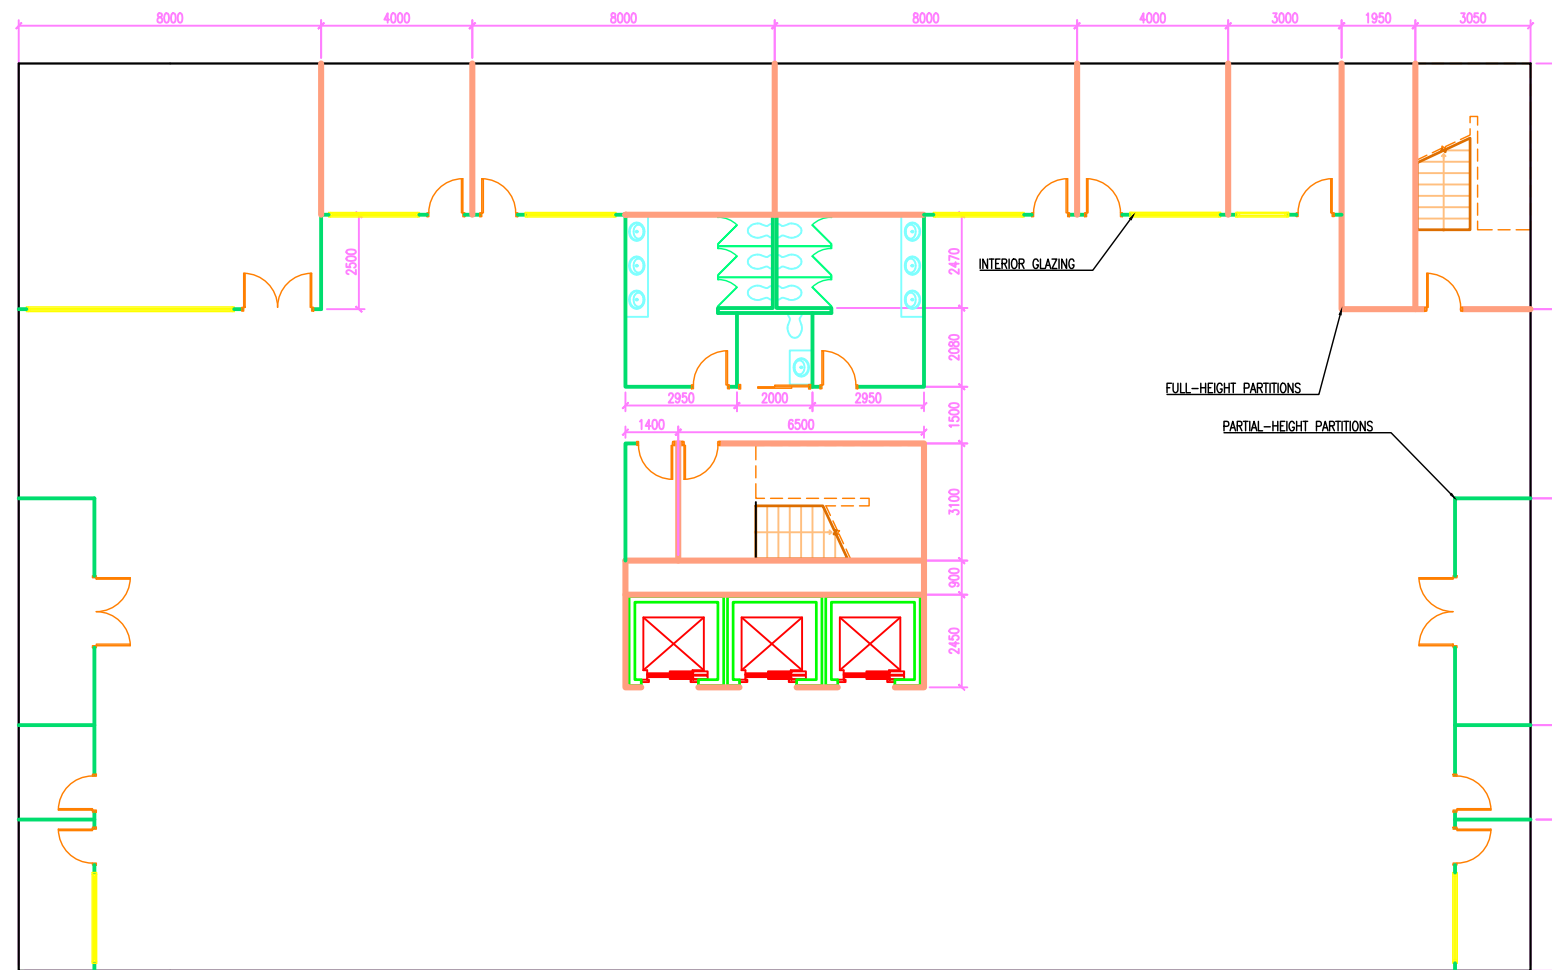 8000 4000 8000 8000 4000 3000 1950 3050
2500
2470
INTERIOR GLAZING
2080
FULL-HEIGHT PARTITIONS
2950 2000 2950
1500
1400 6500
PARTIAL-HEIGHT PARTITIONS
3100
900
2450